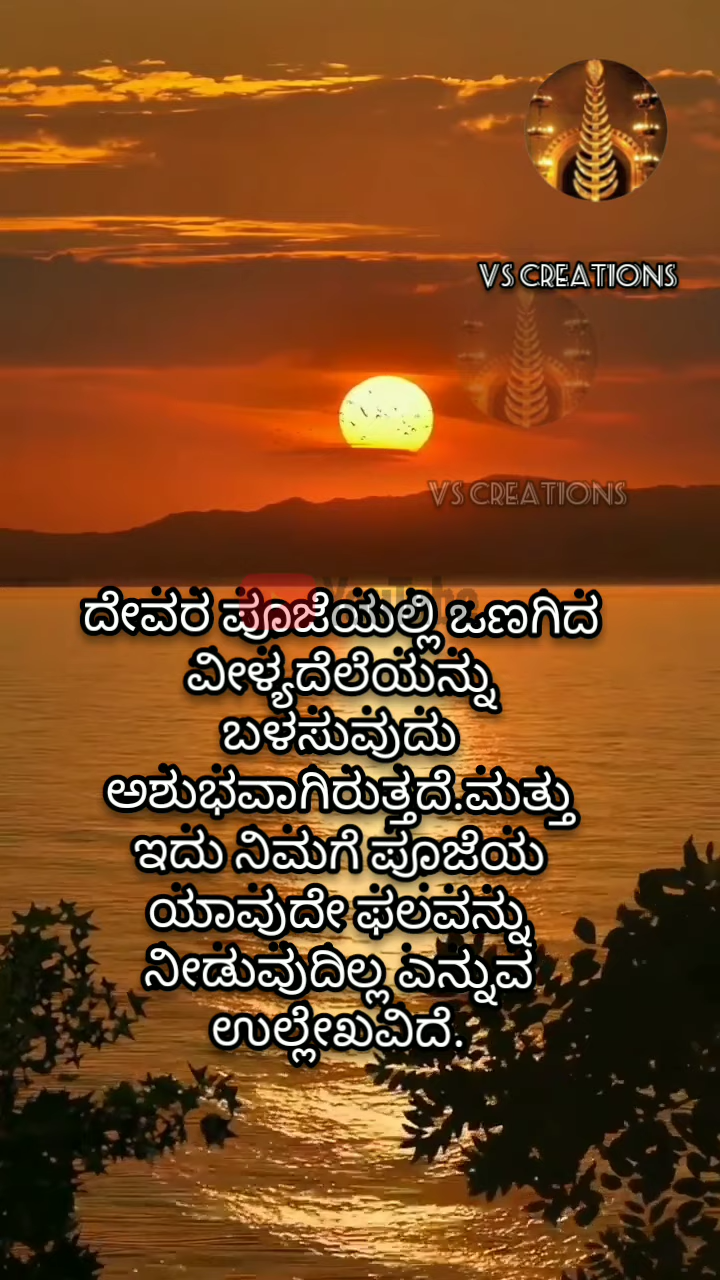 VS CREATIONS
VS CREATIONS
YouTube
ದೇವರ ಪೂಜೆಯಲ್ಲಿ ಒಣಗಿದ
ವೀಳ್ಯದೆಲೆಯನ್ನು
ಬಳಸುವುದು
ಅಶುಭವಾಗಿರುತ್ತದೆ.ಮತ್ತು
ಇದು ನಿಮಗೆ ಪೂಜೆಯ
ಯಾವುದೇ ಫಲವನ್ನು
ನೀಡುವುದಿಲ್ಲ ಎನ್ನುವ
ಉಲ್ಲೇಖವಿದೆ.